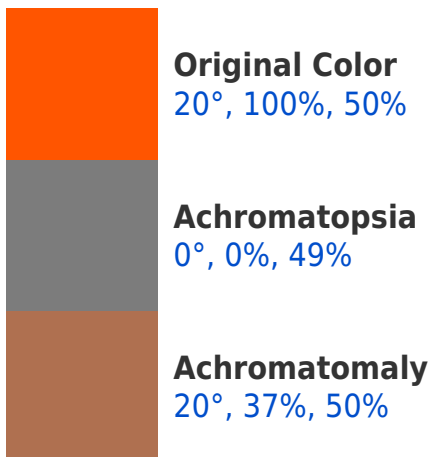 Original Color
20°, 100%, 50%
Achromatopsia
0°, 0%, 49%
Achromatomaly
20°, 37%, 50%